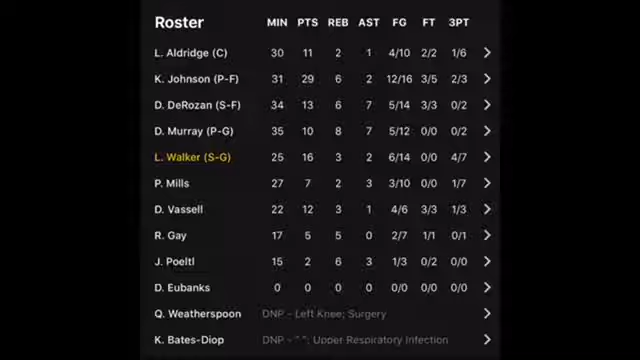 Roster MIN PTS REB AST FG FT 3PT
L. Aldridge (C) 30 11 2 1 4/10 2/2 1/6
K. Johnson (P-F) 31 29 6 2 12/16 3/5 2/3
D. DeRozan (S-F) 34 13 6 7 5/14 3/3 0/2
D. Murray (P-G) 35 10 8 7 5/12 0/0 0/2
L. Walker (S-G) 25 16 3 2 6/14 0/0 4/7
P. Mills 27 7 2 3 3/10 0/0 1/7
D. Vassell 22 12 3 1 4/6 3/3 1/3
R. Gay 17 5 5 0 2/7 1/1 0/1
J. Poeltl 15 2 6 3 1/3 0/2 0/0
D. Eubanks 0 0 0 0 0/0 0/0 0/0
Q. Weatherspoon DNP - Left Knee; Surgery
K. Bates-Diop DNP - " "; Upper Respiratory Infection